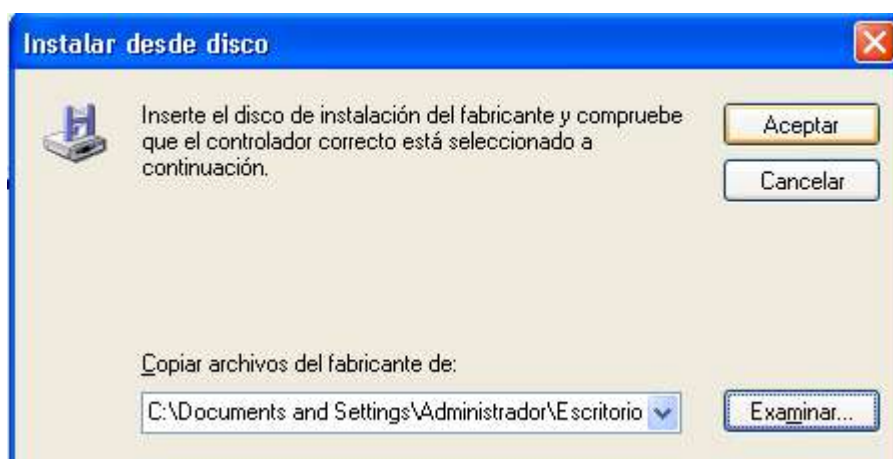 Instalar desde disco
Inserte el disco de instalación del fabricante y compruebe
que el controlador correcto está seleccionado a
continuación.
Aceptar
Cancelar
Copiar archivos del fabricante de:
C:\Documents and Settings\Administrador\Escritorio
Examinar...